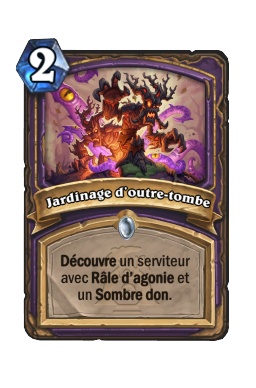 2
Jardinage d'outre-tombe
Découvre un serviteur
avec Râle d'agonie et
un Sombre don.